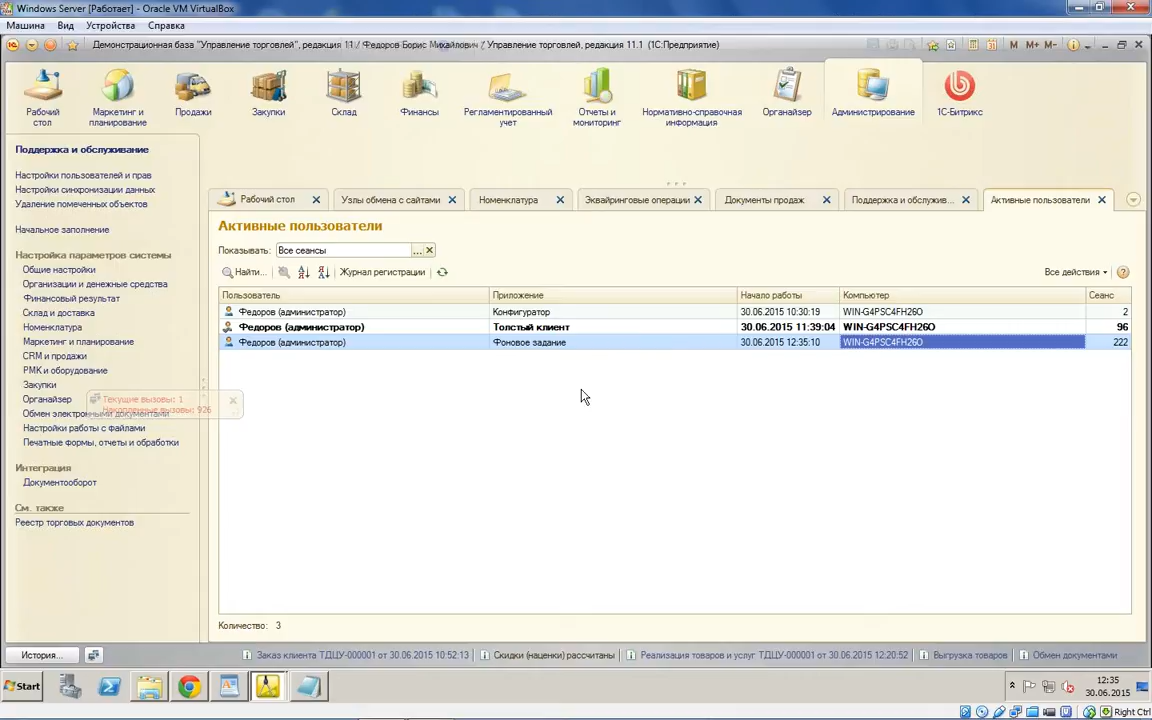 Windows Server [Работает] - Oracle VM VirtualBox
Машина Вид Устройства Справка
Демонстрационная база "Управление торговлей", редакция 11 / Федоров Борис Михайлович / Управление торговлей, редакция 11.1 (1С:Предприятие)
M M+ M-
Рабочий стол
Маркетинг и планирование
Продажи
Закупки
Склад
Финансы
Регламентированный учет
Отчеты и мониторинг
Нормативно-справочная информация
Органайзер
Администрирование
1С-Битрикс
Поддержка и обслуживание
Настройки пользователей и прав
Настройки синхронизации данных
Удаление помеченных объектов
Начальное заполнение
Настройка параметров системы
Общие настройки
Организации и денежные средства
Финансовый результат
Склад и доставка
Номенклатура
Маркетинг и планирование
CRM и продажи
РМК и оборудование
Закупки
Органайзер
Обмен электронными документами
Настройки работы с файлами
Печатные формы, отчеты и обработки
Интеграция
Документооборот
См. также
Реестр торговых документов
Текущие вызовы: 1
Накопленные вызовы: 926
Рабочий стол Узлы обмена с сайтами Номенклатура Эквайринговые операции Документы продаж Поддержка и обслужив... Активные пользователи
Активные пользователи
Показывать: Все сеансы ...
Найти... Журнал регистрации Все действия
Пользователь Приложение Начало работы Компьютер Сеанс
Федоров (администратор) Конфигуратор 30.06.2015 10:30:19 WIN-G4PSC4FH26O 2
Федоров (администратор) Толстый клиент 30.06.2015 11:39:04 WIN-G4PSC4FH26O 96
Федоров (администратор) Фоновое задание 30.06.2015 12:35:10 WIN-G4PSC4FH26O 222
Количество: 3
История... Заказ клиента ТДЦУ-000001 от 30.06.2015 10:52:13 Скидки (наценки) рассчитаны Реализация товаров и услуг ТДЦУ-000001 от 30.06.2015 12:20:52 Выгрузка товаров Обмен документами
Start 12:35
30.06.2015
Right Ctrl